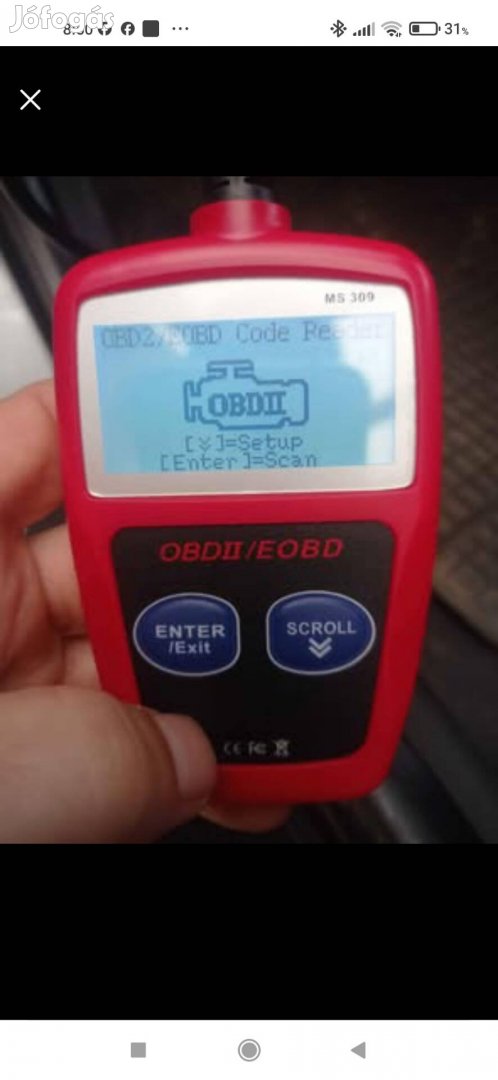 Jófogás
31%
MS 309
OBD2/EOBD Code Reader
OBDII
[⨈]=Setup
[Enter]=Scan
OBDII/EOBD
ENTER
/Exit
SCROLL
CE FC